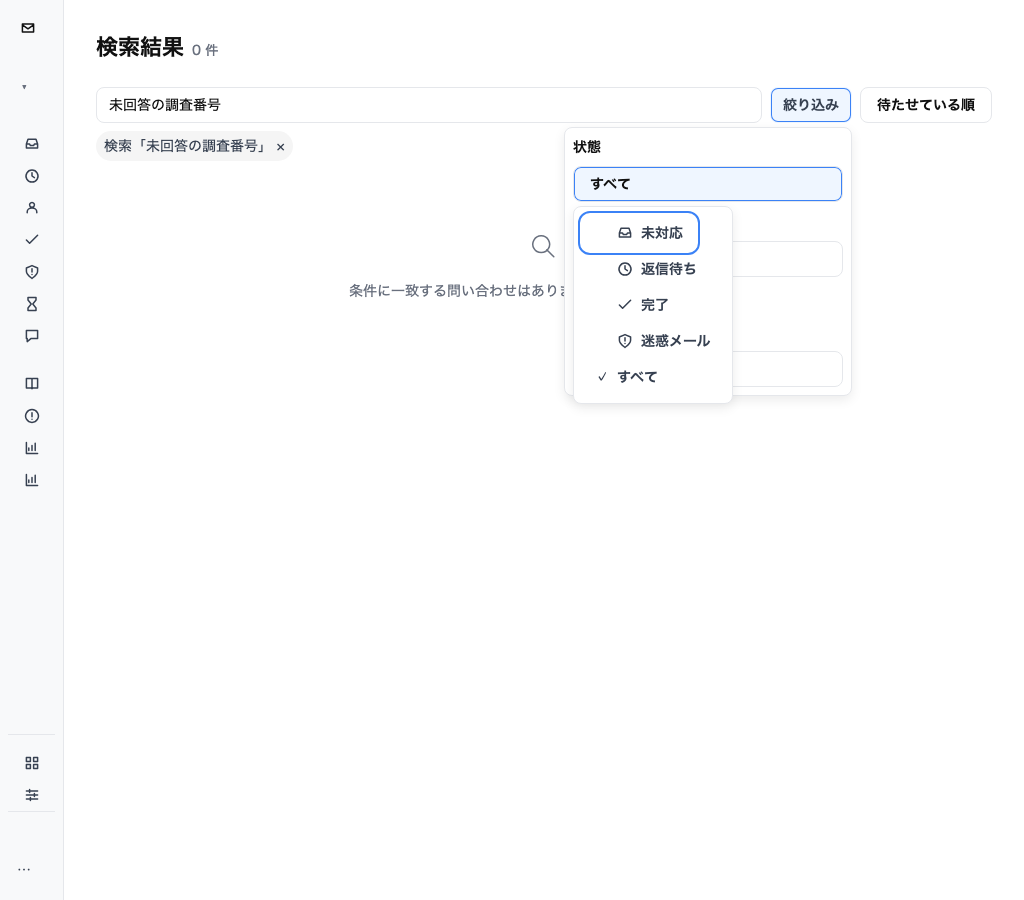 検索結果 0 件
未回答の調査番号
絞り込み
待たせている順
検索「未回答の調査番号」 ×
状態
すべて
未対応
返信待ち
完了
迷惑メール
✓ すべて
条件に一致する問い合わせはありま
…